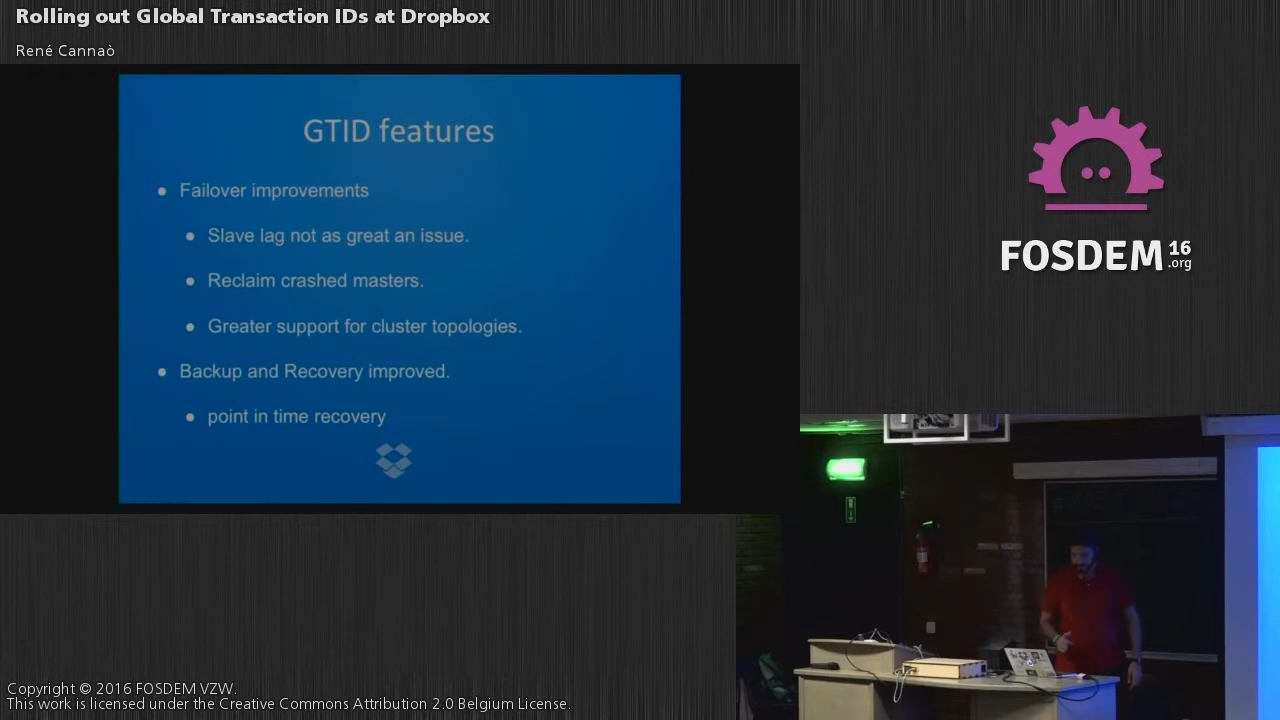 Rolling out Global Transaction IDs at Dropbox
René Cannaò
GTID features
● Failover improvements
● Slave lag not as great an issue.
● Reclaim crashed masters.
● Greater support for cluster topologies.
● Backup and Recovery improved.
● point in time recovery
FOSDEM 16
.org
Copyright © 2016 FOSDEM VZW.
This work is licensed under the Creative Commons Attribution 2.0 Belgium License.